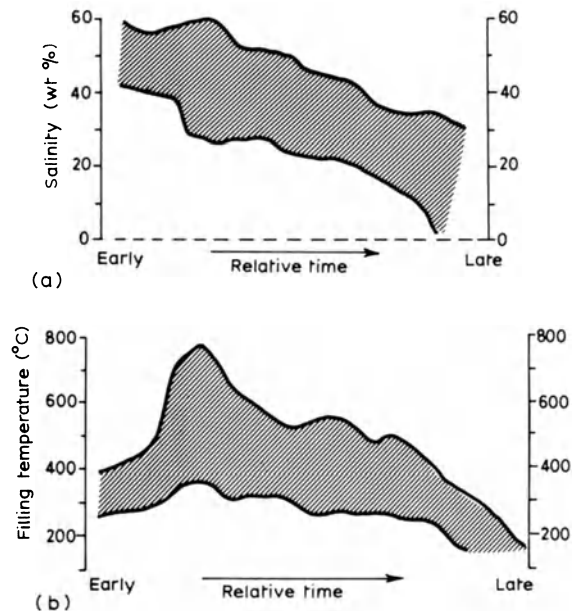 60
40
20
0
Salinity (wt %)
60
40
20
0
Early
Relative time
Late
(a)
800
600
400
200
Filling temperature (°C)
800
600
400
200
Early
Relative time
Late
(b)